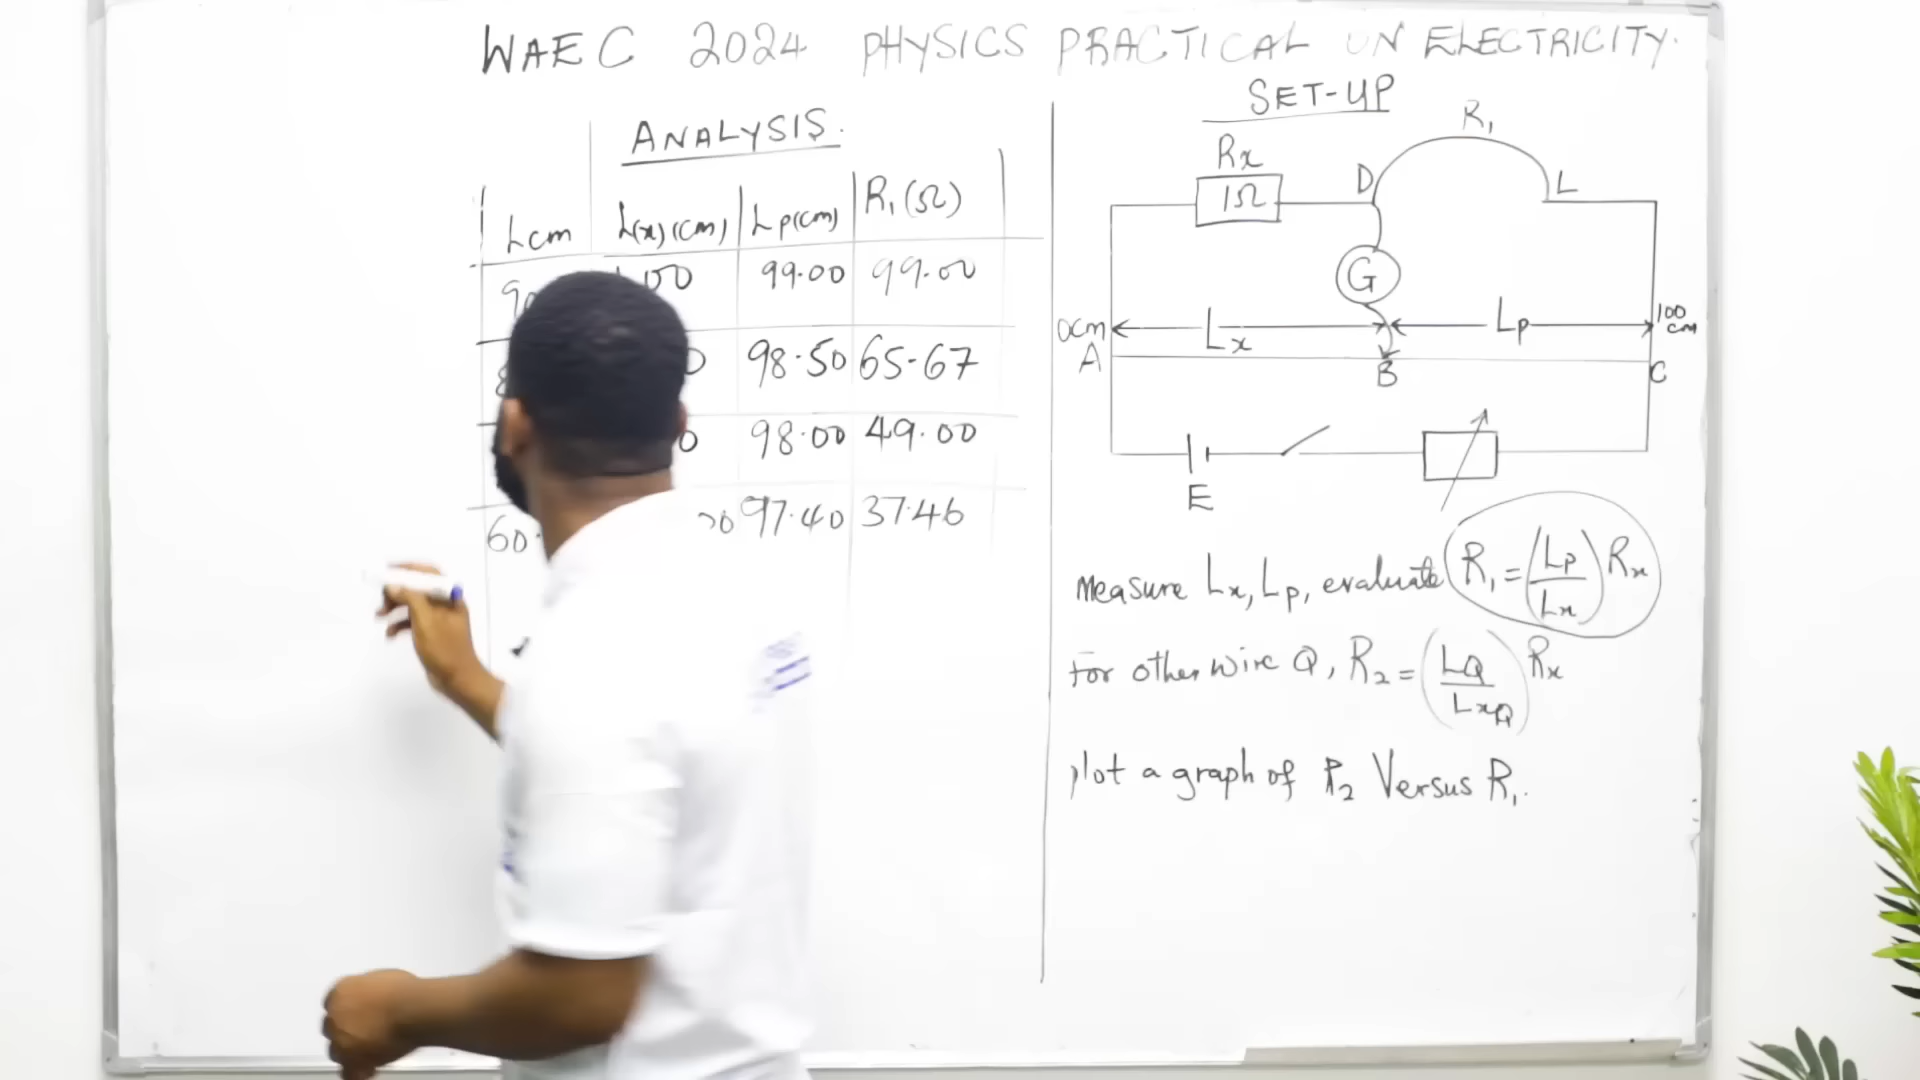 WAEC 2024 PHYSICS PRACTICAL ON ELECTRICITY.
ANALYSIS.
Lcm L(x)(cm) Lp(cm) R₁(Ω)
99.00 99.00
98.50 65.67
98.00 49.00
60. 97.40 37.46
SET-UP
R₁
Rx
1Ω
D
L
G
0cm
Lx
Lp
100 cm
A
B
C
E
Measure Lx, Lp, evaluate R₁ = (Lp/Lx) Rx
For other wire Q, R₂ = (LQ/LxQ) Rx
plot a graph of R₂ Versus R₁.